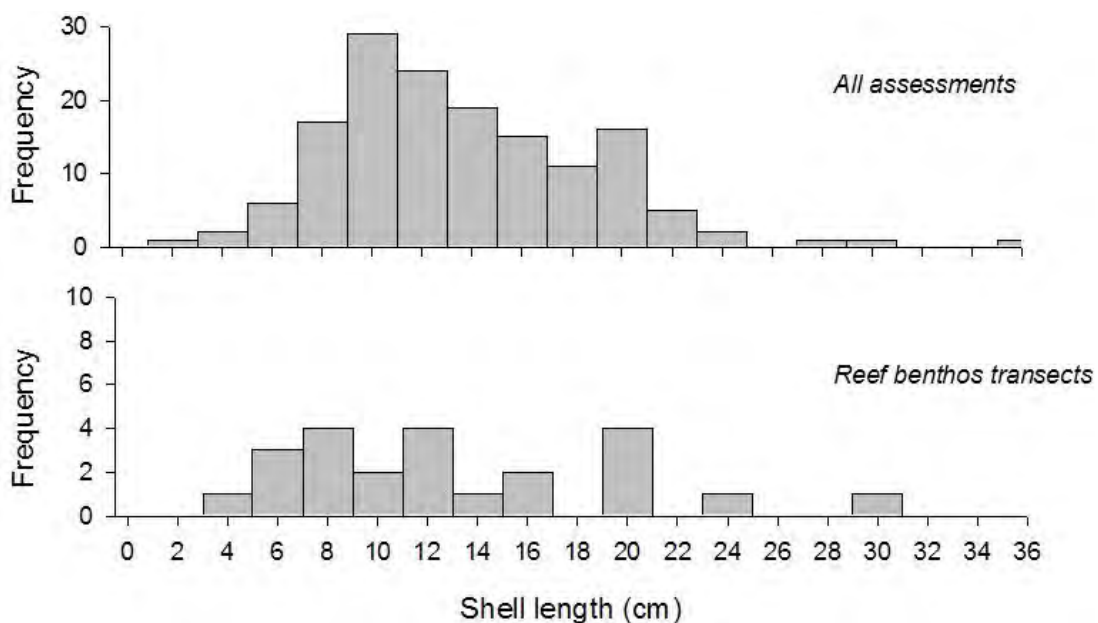 30
20
10
0
Frequency
All assessments
10
8
6
4
2
0
Frequency
Reef benthos transects
0 2 4 6 8 10 12 14 16 18 20 22 24 26 28 30 32 34 36
Shell length (cm)